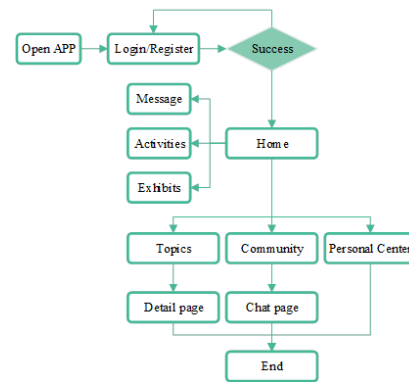 Open APP
Login/Register
Success
Message
Activities
Home
Exhibits
Topics
Community
Personal Center
Detail page
Chat page
End